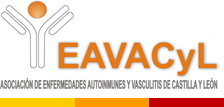 EAVACyL
ASOCIACIÓN DE ENFERMEDADES AUTOINMUNES Y VASCULITIS DE CASTILLA Y LEÓN